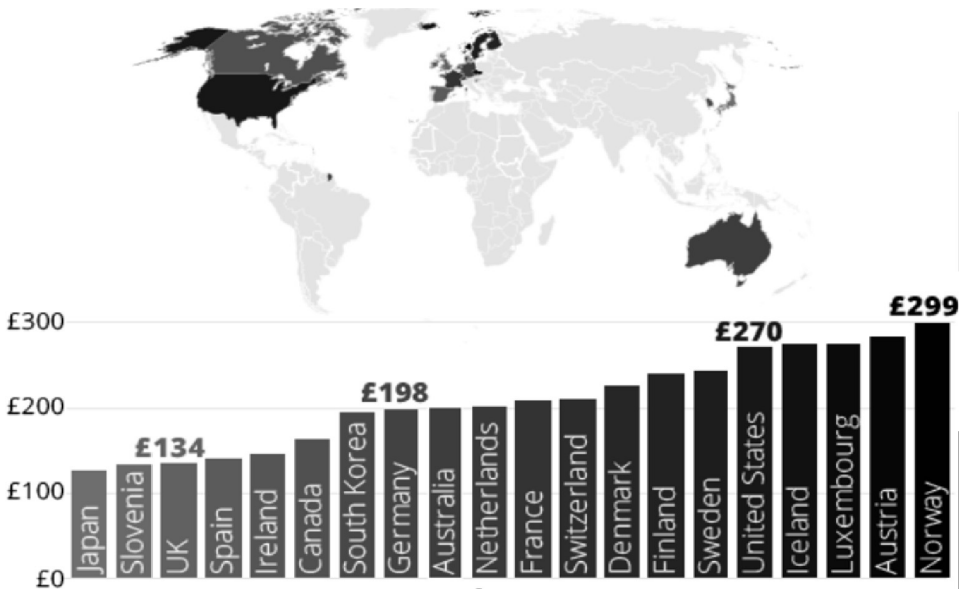 £300
£299
£270
£200
£198
£134
£100
£0
Japan
Slovenia
UK
Spain
Ireland
Canada
South Korea
Germany
Australia
Netherlands
France
Switzerland
Denmark
Finland
Sweden
United States
Iceland
Luxembourg
Austria
Norway